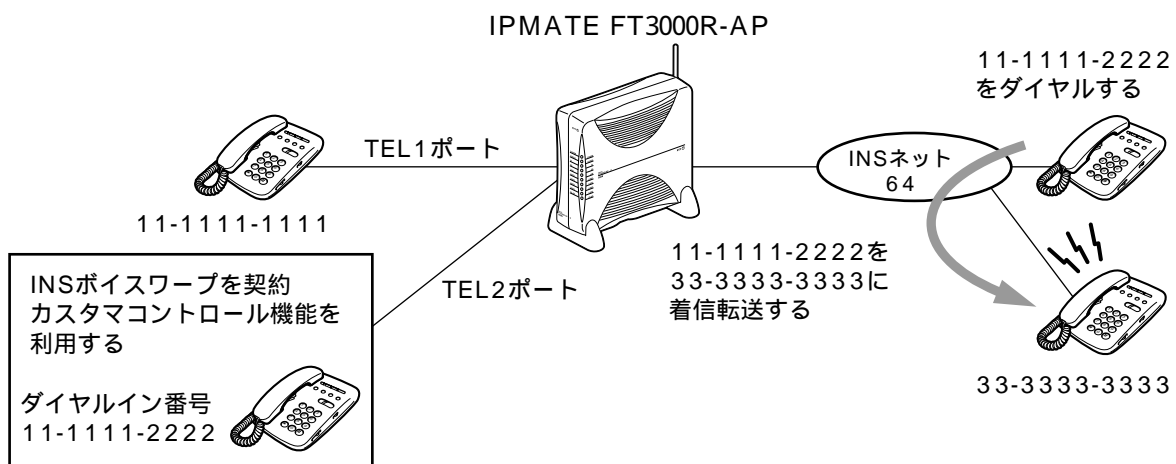 IPMATE FT3000R-AP
11-1111-2222
をダイヤルする
TEL1ポート
INSネット
64
11-1111-1111
INSボイスワープを契約
カスタマコントロール機能を
利用する
ダイヤルイン番号
11-1111-2222
TEL2ポート
11-1111-2222を
33-3333-3333に
着信転送する
33-3333-3333